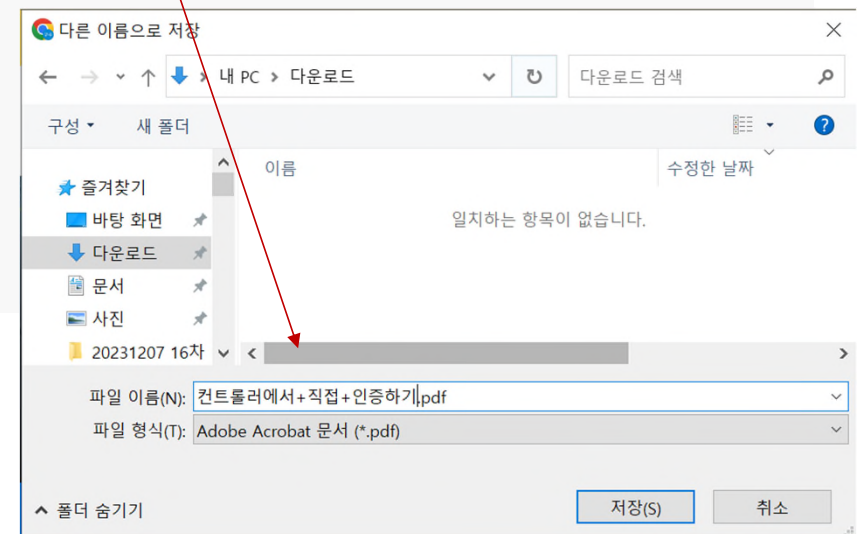 다른 이름으로 저장
내 PC > 다운로드
다운로드 검색
구성
새 폴더
이름
수정한 날짜
즐겨찾기
바탕 화면
다운로드
문서
사진
20231207 16차
일치하는 항목이 없습니다.
파일 이름(N): 컨트롤러에서+직접+인증하기.pdf
파일 형식(T): Adobe Acrobat 문서 (*.pdf)
폴더 숨기기
저장(S)
취소